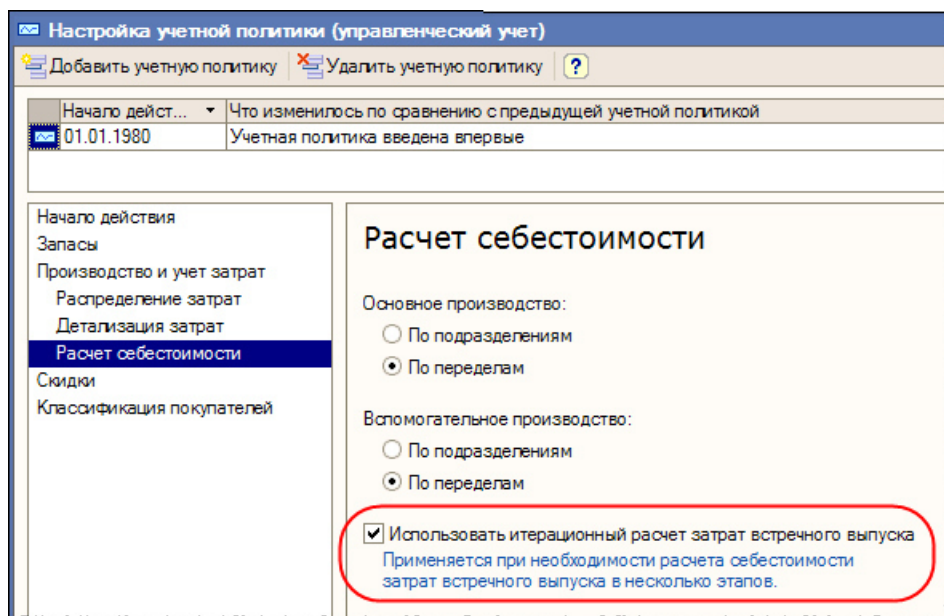 Настройка учетной политики (управленческий учет)
Добавить учетную политику Удалить учетную политику ?
Начало дейст... Что изменилось по сравнению с предыдущей учетной политикой
01.01.1980 Учетная политика введена впервые
Начало действия
Запасы
Производство и учет затрат
Распределение затрат
Детализация затрат
Расчет себестоимости
Скидки
Классификация покупателей
Расчет себестоимости
Основное производство:
По подразделениям
По переделам
Вспомогательное производство:
По подразделениям
По переделам
Использовать итерационный расчет затрат встречного выпуска
Применяется при необходимости расчета себестоимости
затрат встречного выпуска в несколько этапов.